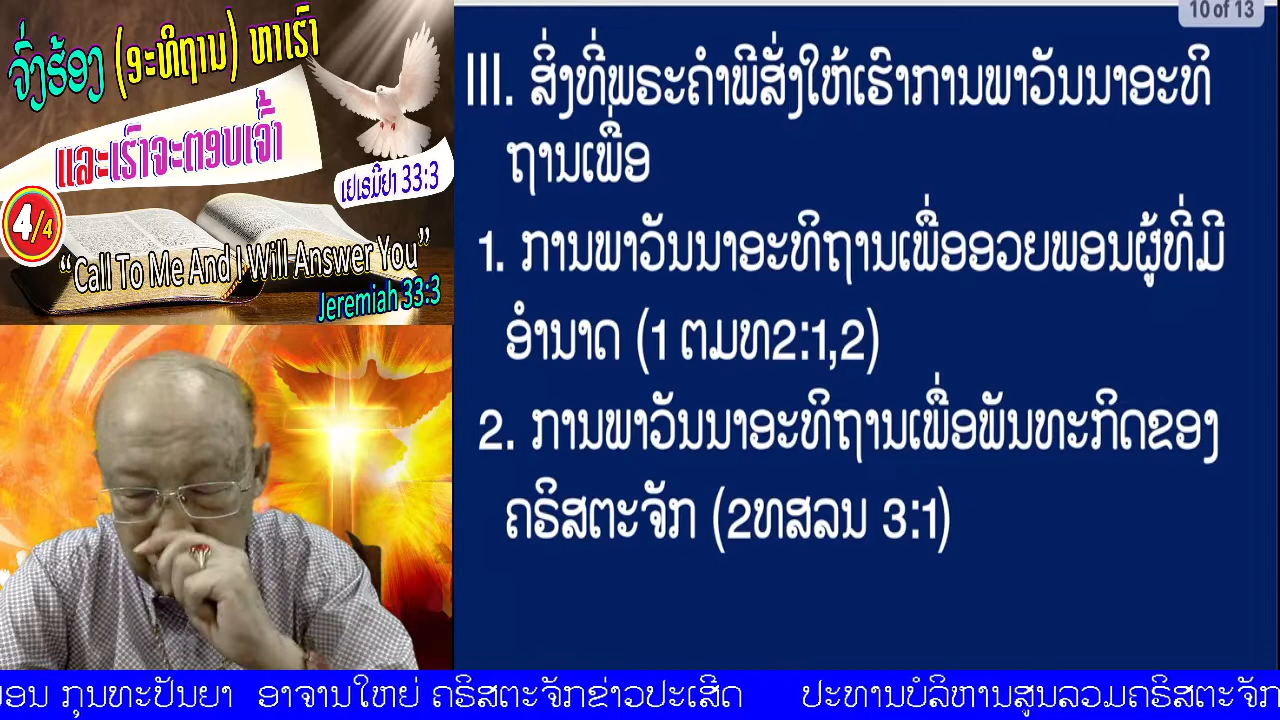 ຈົ່ງຮ້ອງ (ອະທິຖານ) ຫາເຮົາ
ແລະເຮົາຈະຕອບເຈົ້າ
ເຢເຣມີຢາ 33:3
4/4
“Call To Me And I Will Answer You”
Jeremiah 33:3
10 of 13
III. ສິ່ງທີ່ພຣະຄຳພີສັ່ງໃຫ້ເຮົາການພາວັນນາອະທິ
ຖານເພື່ອ
1. ການພາວັນນາອະທິຖານເພື່ອອວຍພອນຜູ້ທີ່ມີ
ອຳນາດ (1 ຕມທ2:1,2)
2. ການພາວັນນາອະທິຖານເພື່ອພັນທະກິດຂອງ
ຄຣິສຕະຈັກ (2ທສລນ 3:1)
ກຸນທະປັນຍາ ອາຈານໃຫຍ່ ຄຣິສຕະຈັກຂ່າວປະເສີດ ປະທານບໍລິຫານສູນລວມຄຣິສຕະຈັກ